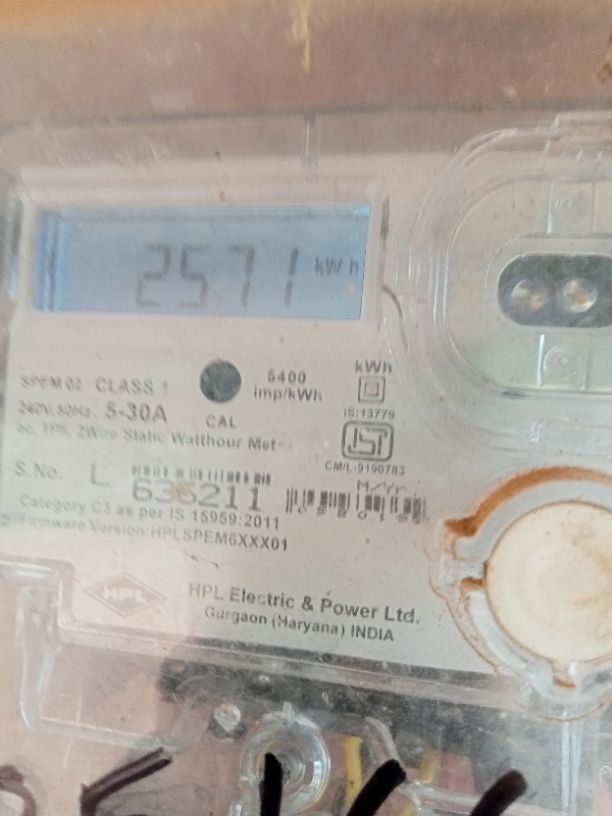 2571 kWh
SPEM 02 CLASS 1
6400
imp/kWh
kWh
240V, 50Hz, 5-30A
CAL
IS:13779
ac, 1Ph, 2Wire Static Watthour Meter
CM/L-9190783
S.No. L 636211
M/Yr
Category C3 as per IS 15959:2011
Firmware Version:HPLSPEM6XXX01
HPL
HPL Electric & Power Ltd.
Gurgaon (Haryana) INDIA